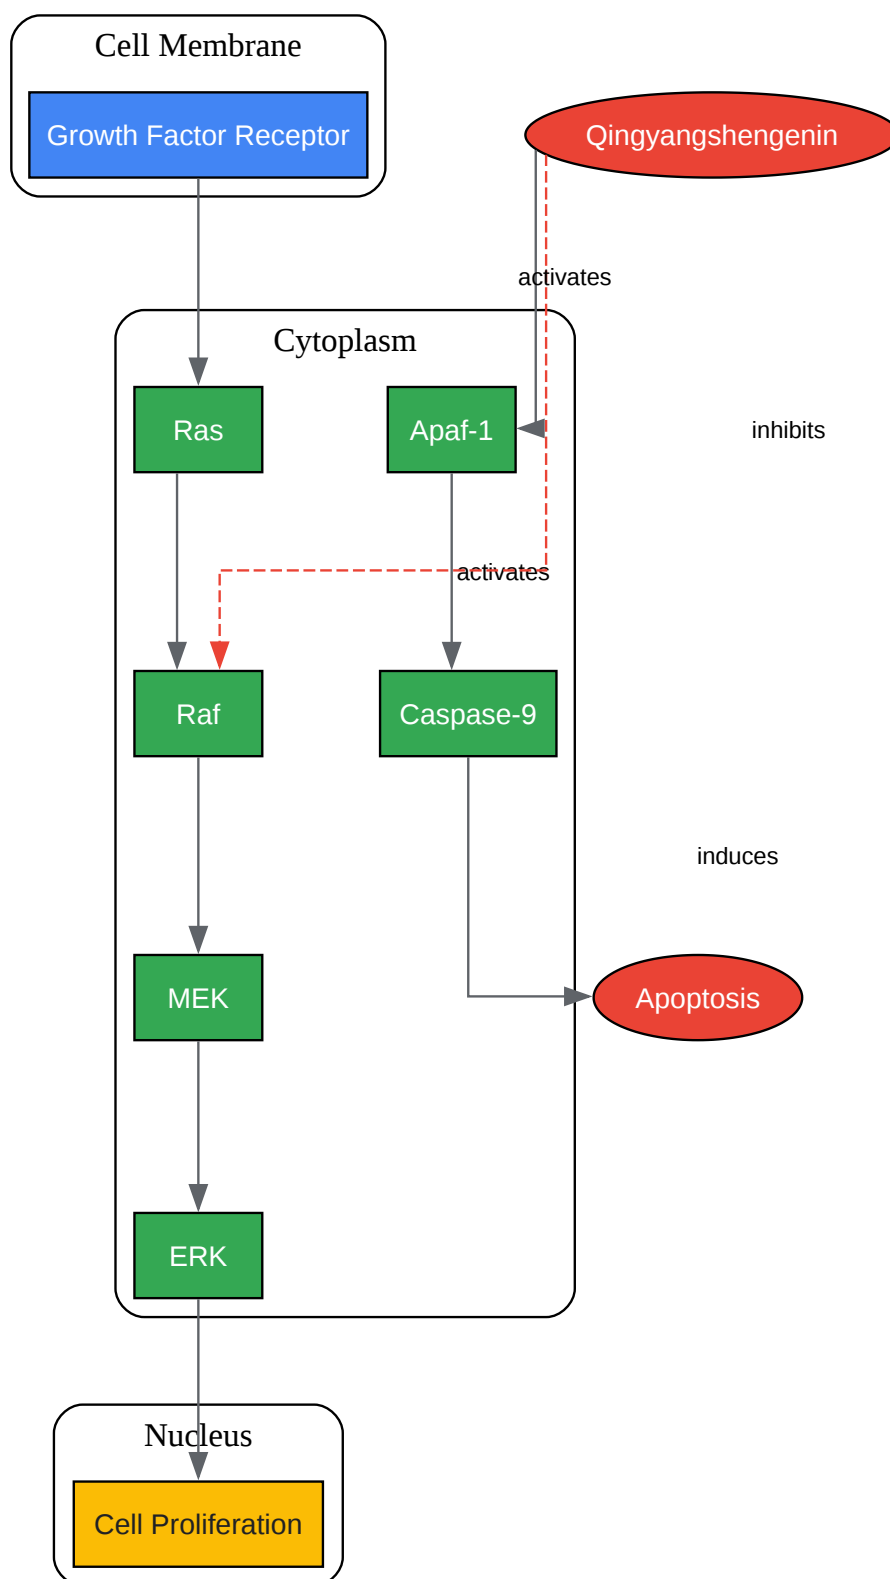 Cell Membrane
Growth Factor Receptor
Qingyangshengenin
activates
Cytoplasm
Ras
Apaf-1
inhibits
activates
Raf
Caspase-9
induces
MEK
Apoptosis
ERK
Nucleus
Cell Proliferation